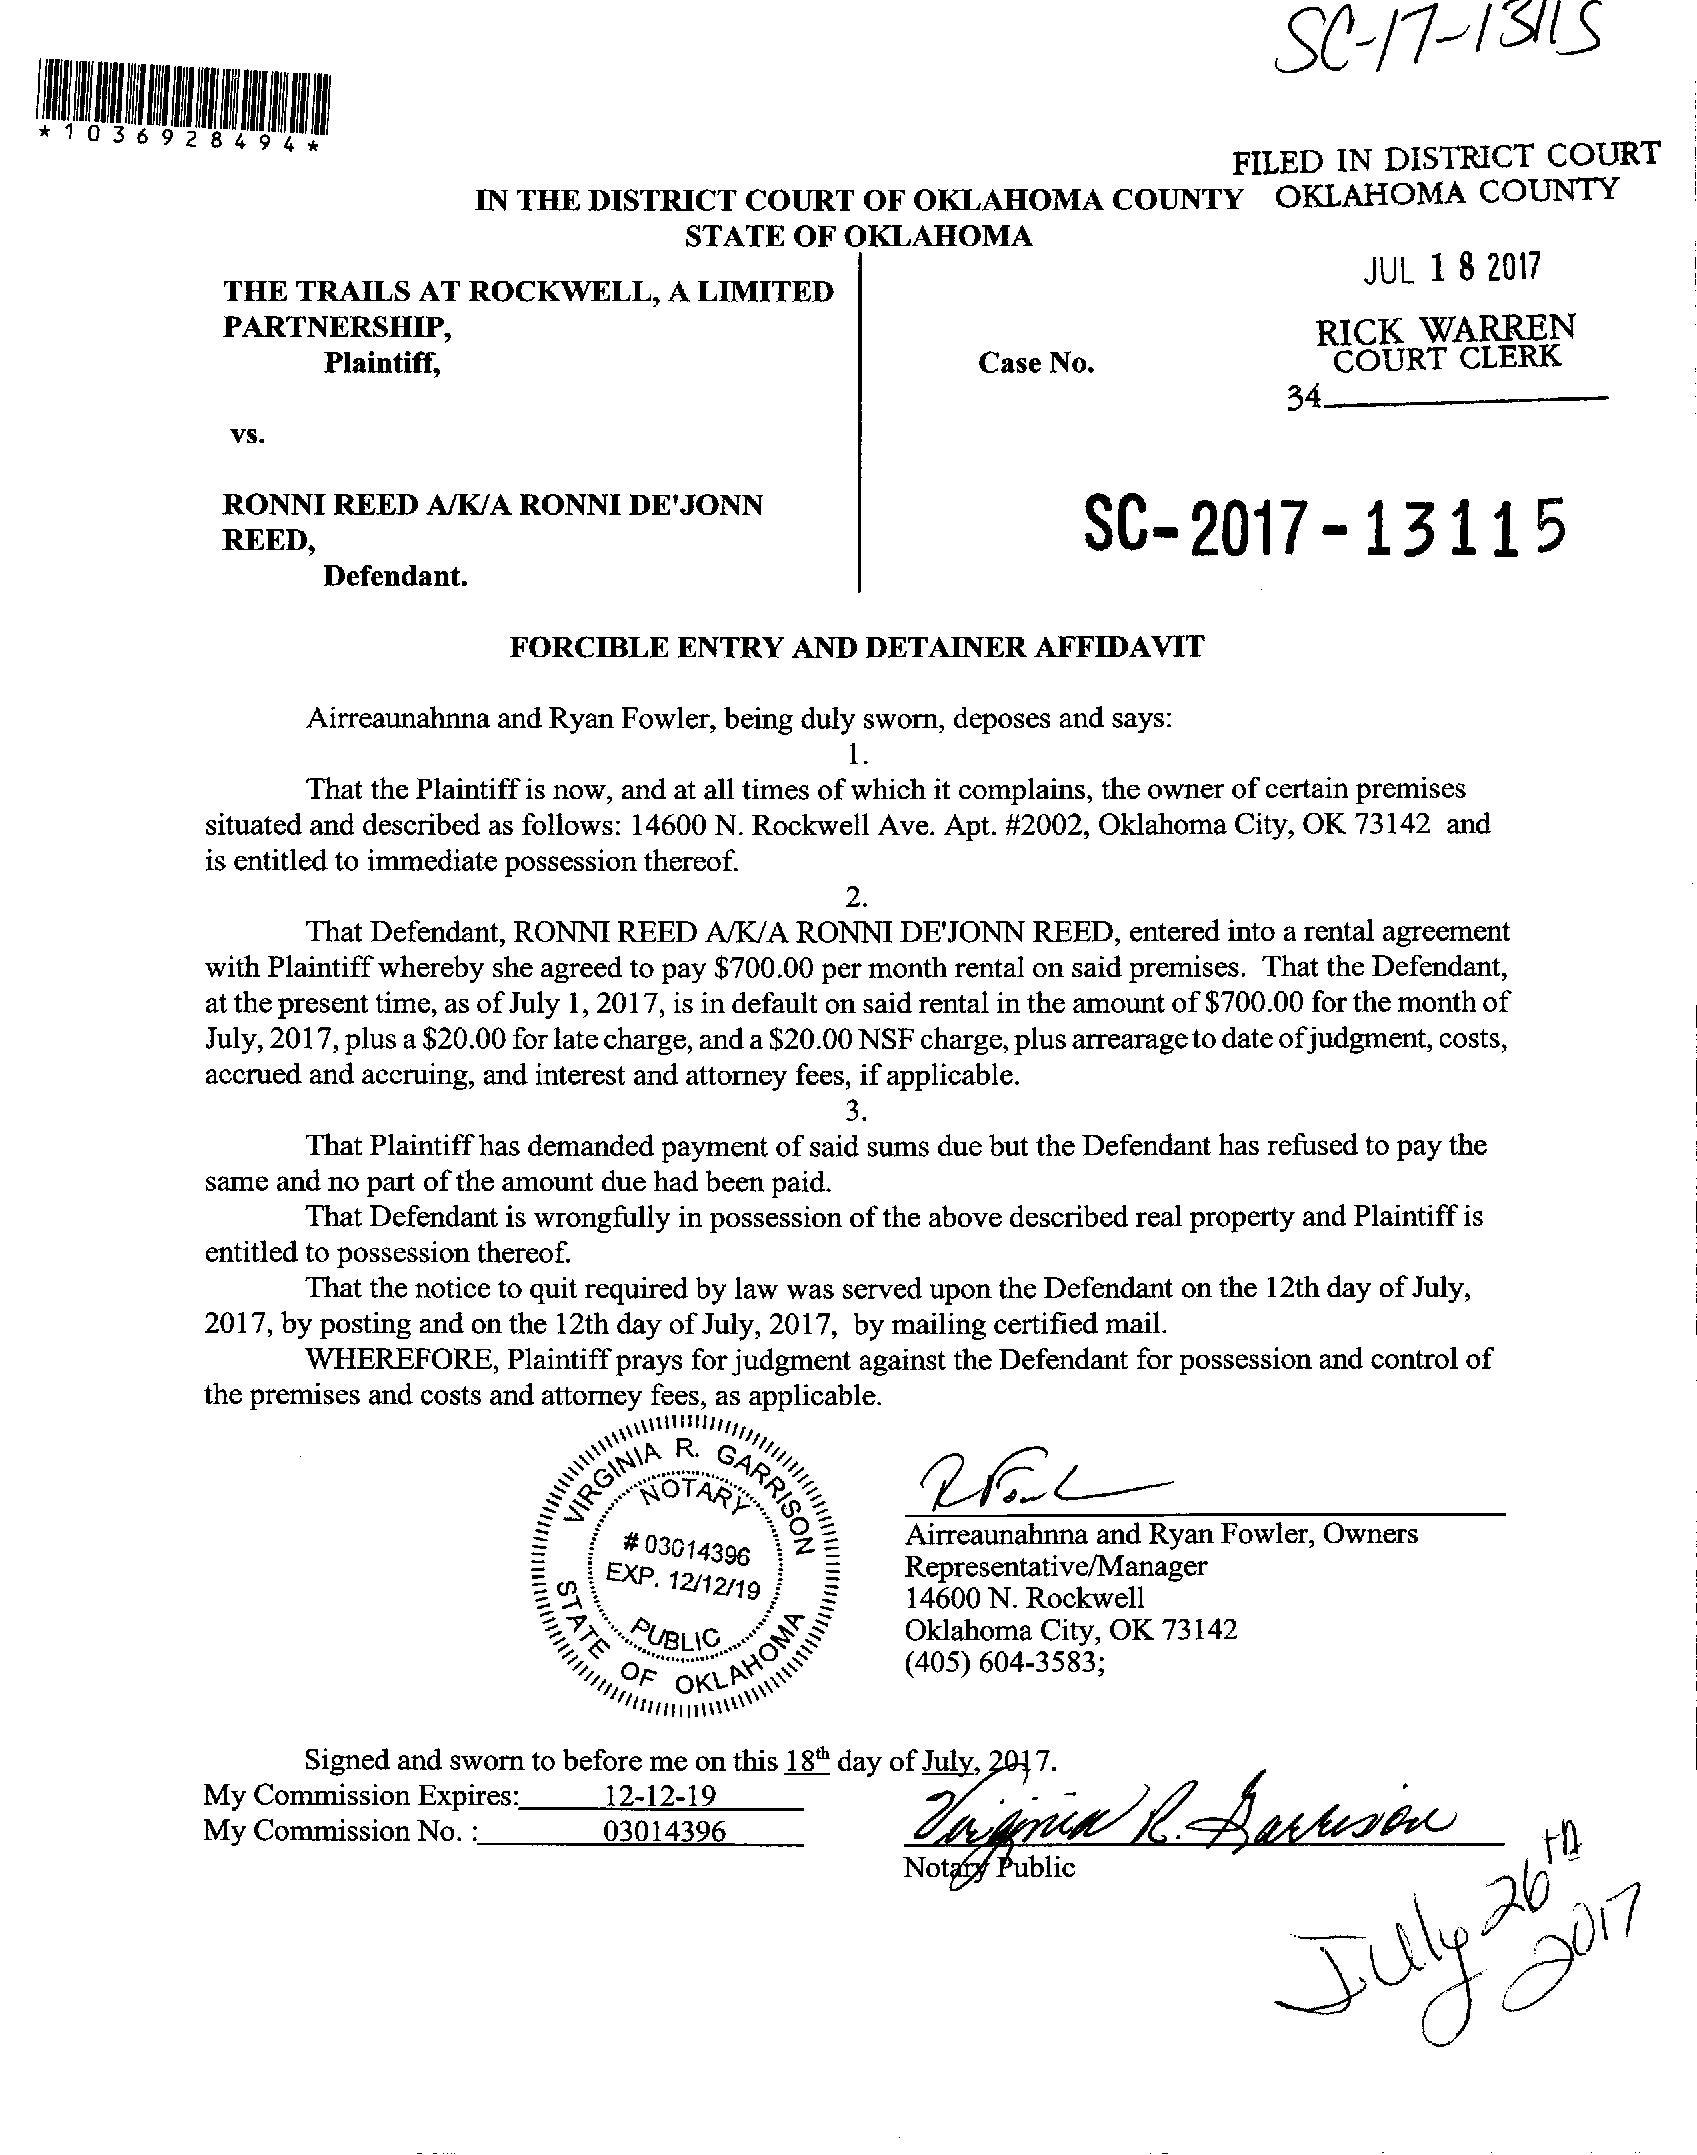 SC-17-13115
*1036928494*
FILED IN DISTRICT COURT
OKLAHOMA COUNTY
IN THE DISTRICT COURT OF OKLAHOMA COUNTY
STATE OF OKLAHOMA
JUL 18 2017
RICK WARREN
COURT CLERK
34
THE TRAILS AT ROCKWELL, A LIMITED
PARTNERSHIP,
Plaintiff,
Case No.
vs.
SC-2017-13115
RONNI REED A/K/A RONNI DE'JONN
REED,
Defendant.
FORCIBLE ENTRY AND DETAINER AFFIDAVIT
Airreaunahnna and Ryan Fowler, being duly sworn, deposes and says:
1.
That the Plaintiff is now, and at all times of which it complains, the owner of certain premises
situated and described as follows: 14600 N. Rockwell Ave. Apt. #2002, Oklahoma City, OK 73142 and
is entitled to immediate possession thereof.
2.
That Defendant, RONNI REED A/K/A RONNI DE'JONN REED, entered into a rental agreement
with Plaintiff whereby she agreed to pay $700.00 per month rental on said premises. That the Defendant,
at the present time, as of July 1, 2017, is in default on said rental in the amount of $700.00 for the month of
July, 2017, plus a $20.00 for late charge, and a $20.00 NSF charge, plus arrearage to date of judgment, costs,
accrued and accruing, and interest and attorney fees, if applicable.
3.
That Plaintiff has demanded payment of said sums due but the Defendant has refused to pay the
same and no part of the amount due had been paid.
That Defendant is wrongfully in possession of the above described real property and Plaintiff is
entitled to possession thereof.
That the notice to quit required by law was served upon the Defendant on the 12th day of July,
2017, by posting and on the 12th day of July, 2017, by mailing certified mail.
WHEREFORE, Plaintiff prays for judgment against the Defendant for possession and control of
the premises and costs and attorney fees, as applicable.
VIRGINIA R. GARRISON
NOTARY
# 03014396
EXP. 12/12/19
PUBLIC
STATE OF OKLAHOMA
Airreaunahnna and Ryan Fowler, Owners
Representative/Manager
14600 N. Rockwell
Oklahoma City, OK 73142
(405) 604-3583;
Signed and sworn to before me on this 18th day of July, 2017.
My Commission Expires: 12-12-19
My Commission No. : 03014396
Virginia R. Garrison
Notary Public
July 26TH
2017